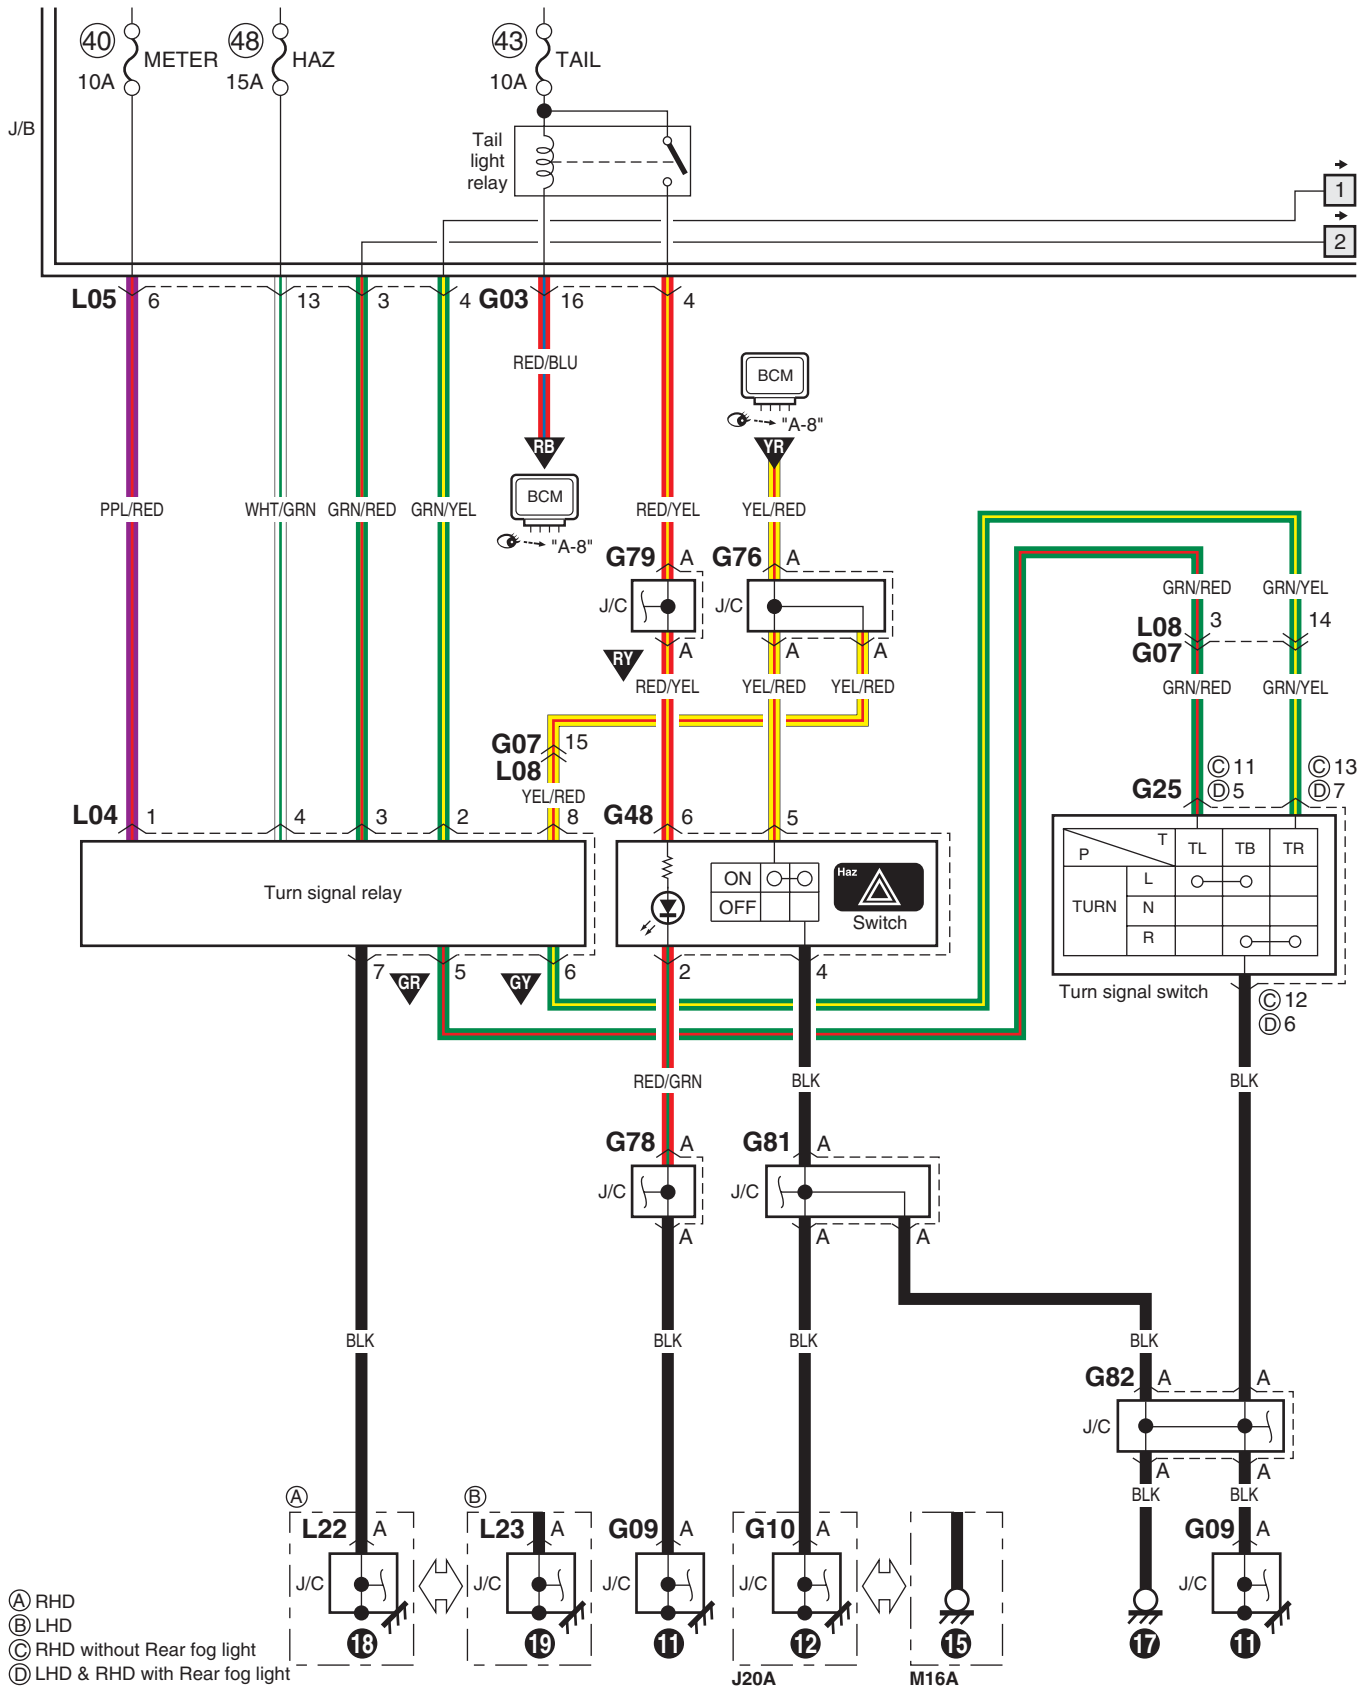 40 METER 10A
48 HAZ 15A
43 TAIL 10A
J/B
Tail
light
relay
1
2
L05 6 13 3 4 G03 16 4
RED/BLU
BCM
"A-8"
RB YR
BCM
"A-8"
PPL/RED WHT/GRN GRN/RED GRN/YEL RED/YEL YEL/RED
G79 A G76 A
J/C J/C
GRN/RED GRN/YEL
L08 3 14
G07
A A A
RY
RED/YEL YEL/RED YEL/RED GRN/RED GRN/YEL
G07 15
L08
YEL/RED
C 11 C 13
G25 D 5 D 7
L04 1 4 3 2 8 G48 6 5
Turn signal relay
ON
OFF
Haz
Switch
P T TL TB TR
TURN L
N
R
Turn signal switch
7 GR 5 GY 6 2 4
C 12
D 6
RED/GRN BLK BLK
G78 A G81 A
J/C J/C
A A A
BLK BLK BLK BLK
G82 A A
J/C
A A
BLK BLK
A B
L22 A L23 A G09 A G10 A G09 A
J/C J/C J/C J/C J/C
18 19 11 12 15 17 11
J20A M16A
A RHD
B LHD
C RHD without Rear fog light
D LHD & RHD with Rear fog light